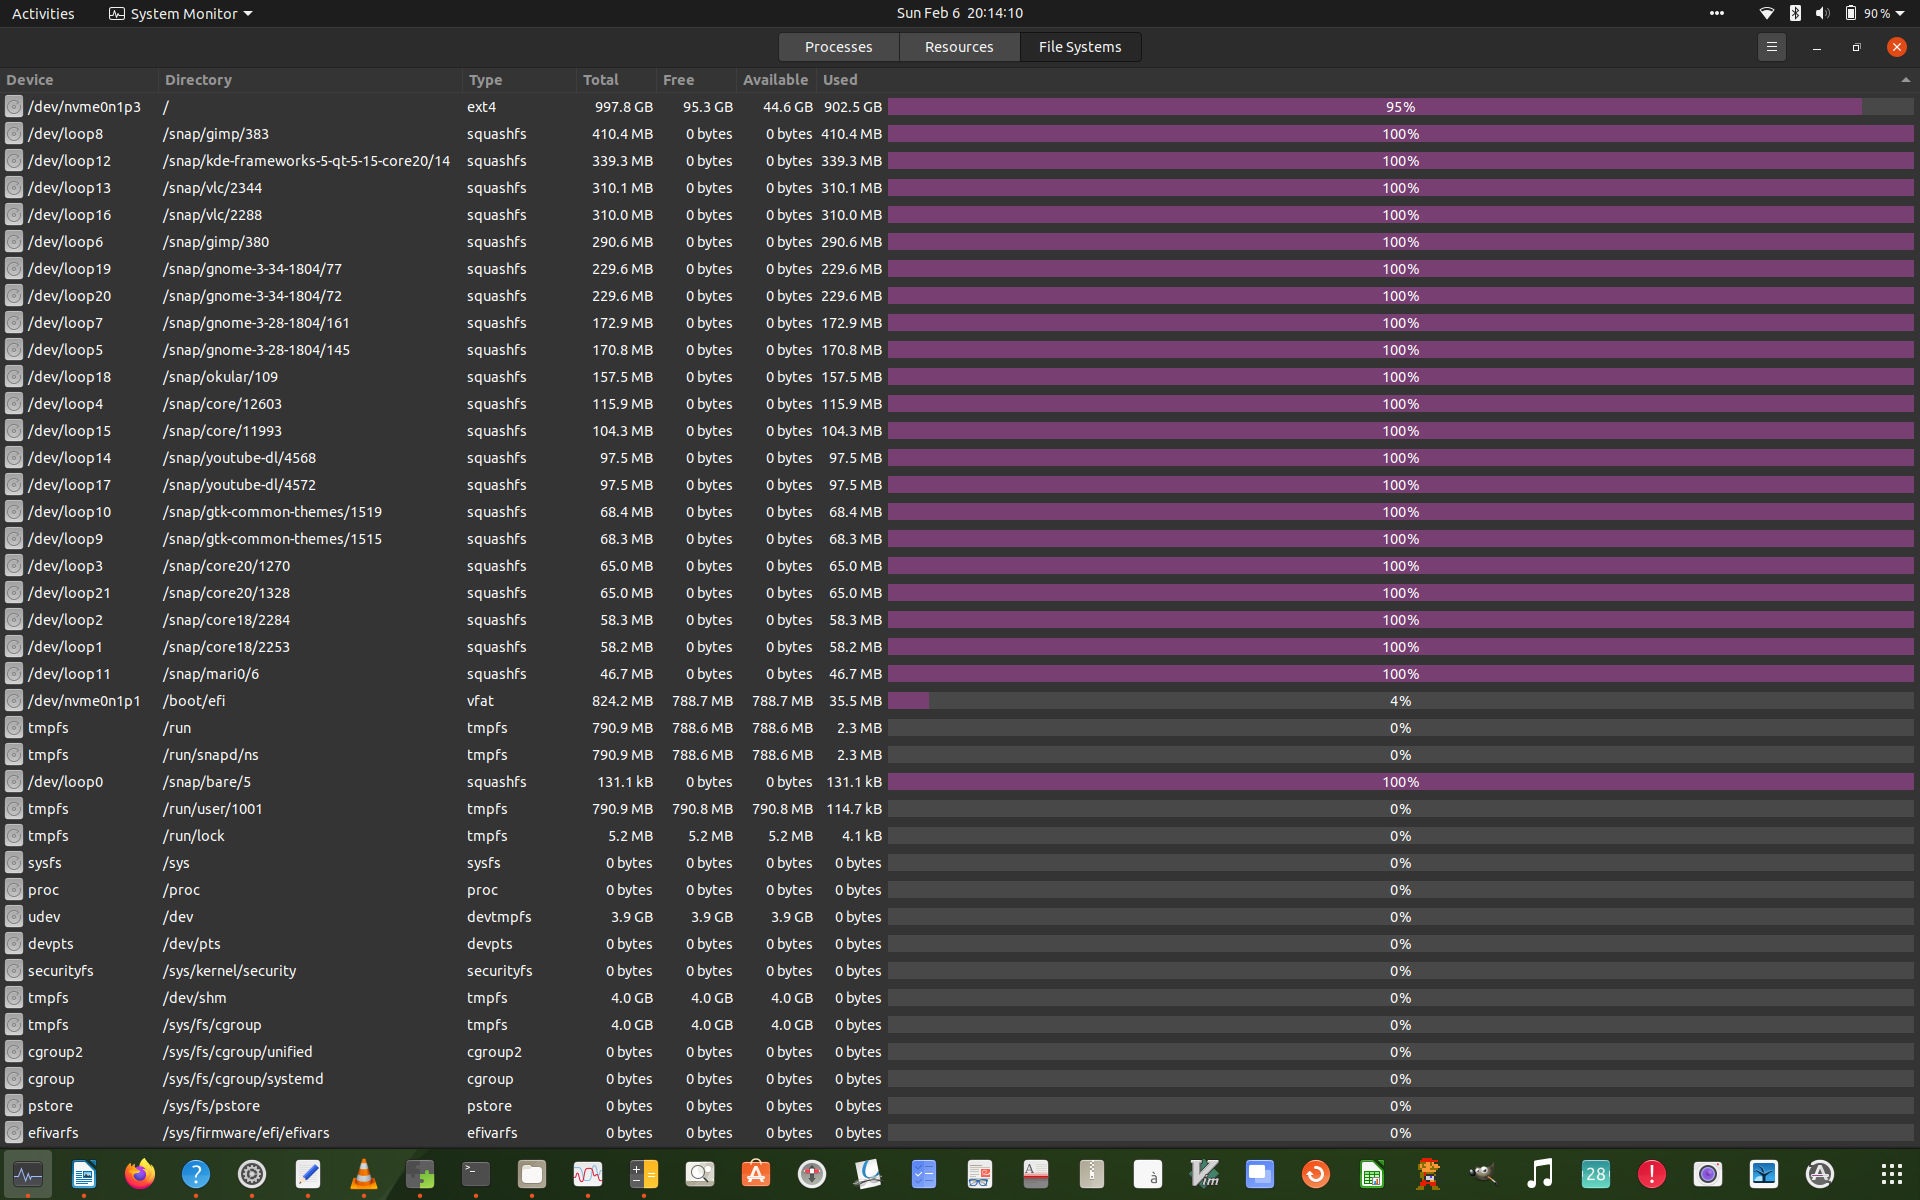 Activities System Monitor Sun Feb 6 20:14:10 90 %
Processes Resources File Systems
Device Directory Type Total Free Available Used
/dev/nvme0n1p3 / ext4 997.8 GB 95.3 GB 44.6 GB 902.5 GB 95%
/dev/loop8 /snap/gimp/383 squashfs 410.4 MB 0 bytes 0 bytes 410.4 MB 100%
/dev/loop12 /snap/kde-frameworks-5-qt-5-15-core20/14 squashfs 339.3 MB 0 bytes 0 bytes 339.3 MB 100%
/dev/loop13 /snap/vlc/2344 squashfs 310.1 MB 0 bytes 0 bytes 310.1 MB 100%
/dev/loop16 /snap/vlc/2288 squashfs 310.0 MB 0 bytes 0 bytes 310.0 MB 100%
/dev/loop6 /snap/gimp/380 squashfs 290.6 MB 0 bytes 0 bytes 290.6 MB 100%
/dev/loop19 /snap/gnome-3-34-1804/77 squashfs 229.6 MB 0 bytes 0 bytes 229.6 MB 100%
/dev/loop20 /snap/gnome-3-34-1804/72 squashfs 229.6 MB 0 bytes 0 bytes 229.6 MB 100%
/dev/loop7 /snap/gnome-3-28-1804/161 squashfs 172.9 MB 0 bytes 0 bytes 172.9 MB 100%
/dev/loop5 /snap/gnome-3-28-1804/145 squashfs 170.8 MB 0 bytes 0 bytes 170.8 MB 100%
/dev/loop18 /snap/okular/109 squashfs 157.5 MB 0 bytes 0 bytes 157.5 MB 100%
/dev/loop4 /snap/core/12603 squashfs 115.9 MB 0 bytes 0 bytes 115.9 MB 100%
/dev/loop15 /snap/core/11993 squashfs 104.3 MB 0 bytes 0 bytes 104.3 MB 100%
/dev/loop14 /snap/youtube-dl/4568 squashfs 97.5 MB 0 bytes 0 bytes 97.5 MB 100%
/dev/loop17 /snap/youtube-dl/4572 squashfs 97.5 MB 0 bytes 0 bytes 97.5 MB 100%
/dev/loop10 /snap/gtk-common-themes/1519 squashfs 68.4 MB 0 bytes 0 bytes 68.4 MB 100%
/dev/loop9 /snap/gtk-common-themes/1515 squashfs 68.3 MB 0 bytes 0 bytes 68.3 MB 100%
/dev/loop3 /snap/core20/1270 squashfs 65.0 MB 0 bytes 0 bytes 65.0 MB 100%
/dev/loop21 /snap/core20/1328 squashfs 65.0 MB 0 bytes 0 bytes 65.0 MB 100%
/dev/loop2 /snap/core18/2284 squashfs 58.3 MB 0 bytes 0 bytes 58.3 MB 100%
/dev/loop1 /snap/core18/2253 squashfs 58.2 MB 0 bytes 0 bytes 58.2 MB 100%
/dev/loop11 /snap/mari0/6 squashfs 46.7 MB 0 bytes 0 bytes 46.7 MB 100%
/dev/nvme0n1p1 /boot/efi vfat 824.2 MB 788.7 MB 788.7 MB 35.5 MB 4%
tmpfs /run tmpfs 790.9 MB 788.6 MB 788.6 MB 2.3 MB 0%
tmpfs /run/snapd/ns tmpfs 790.9 MB 788.6 MB 788.6 MB 2.3 MB 0%
/dev/loop0 /snap/bare/5 squashfs 131.1 kB 0 bytes 0 bytes 131.1 kB 100%
tmpfs /run/user/1001 tmpfs 790.9 MB 790.8 MB 790.8 MB 114.7 kB 0%
tmpfs /run/lock tmpfs 5.2 MB 5.2 MB 5.2 MB 4.1 kB 0%
sysfs /sys sysfs 0 bytes 0 bytes 0 bytes 0 bytes 0%
proc /proc proc 0 bytes 0 bytes 0 bytes 0 bytes 0%
udev /dev devtmpfs 3.9 GB 3.9 GB 3.9 GB 0 bytes 0%
devpts /dev/pts devpts 0 bytes 0 bytes 0 bytes 0 bytes 0%
securityfs /sys/kernel/security securityfs 0 bytes 0 bytes 0 bytes 0 bytes 0%
tmpfs /dev/shm tmpfs 4.0 GB 4.0 GB 4.0 GB 0 bytes 0%
tmpfs /sys/fs/cgroup tmpfs 4.0 GB 4.0 GB 4.0 GB 0 bytes 0%
cgroup2 /sys/fs/cgroup/unified cgroup2 0 bytes 0 bytes 0 bytes 0 bytes 0%
cgroup /sys/fs/cgroup/systemd cgroup 0 bytes 0 bytes 0 bytes 0 bytes 0%
pstore /sys/fs/pstore pstore 0 bytes 0 bytes 0 bytes 0 bytes 0%
efivarfs /sys/firmware/efi/efivars efivarfs 0 bytes 0 bytes 0 bytes 0 bytes 0%
? >_ A à Vim 28 !